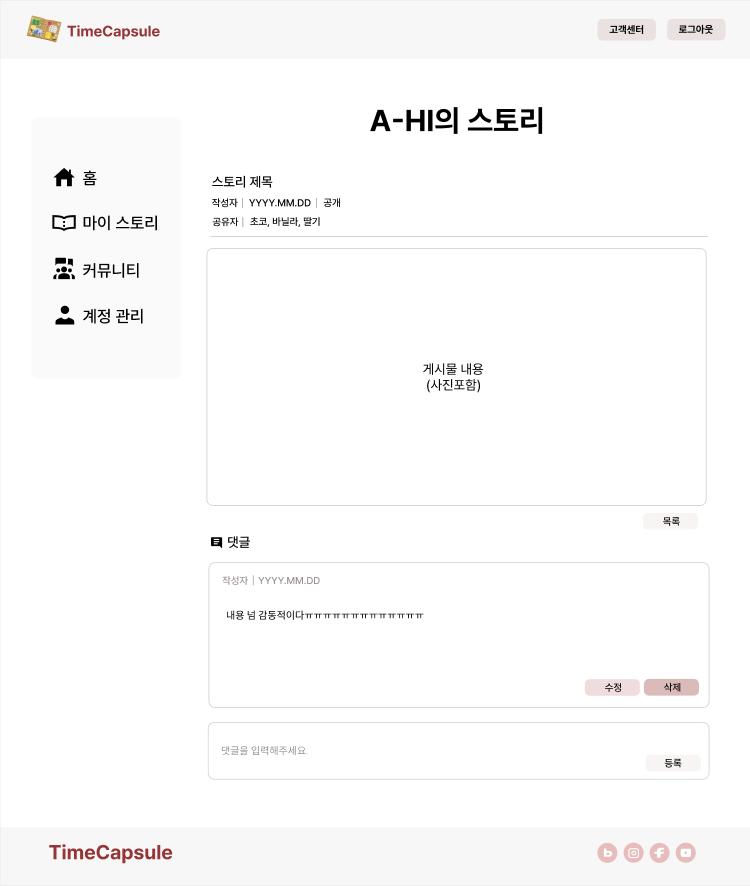 TimeCapsule
고객센터
로그아웃
홈
마이 스토리
커뮤니티
계정 관리
A-HI의 스토리
스토리 제목
작성자 | YYYY.MM.DD | 공개
공유자 | 초코, 바닐라, 딸기
게시물 내용
(사진포함)
목록
댓글
작성자 | YYYY.MM.DD
내용 넘 감동적이다ㅠㅠㅠㅠㅠㅠㅠㅠㅠㅠㅠㅠㅠ
수정
삭제
댓글을 입력해주세요.
등록
TimeCapsule